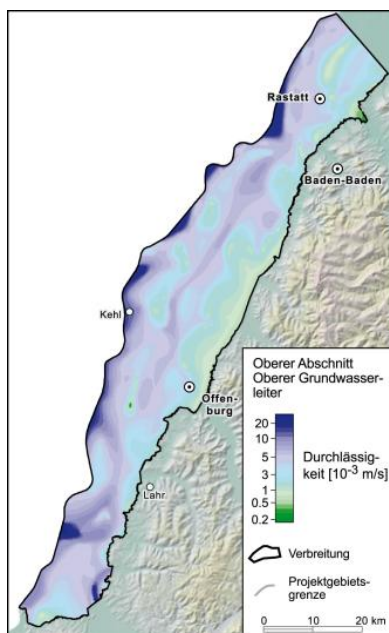 Rastatt
Baden-Baden
Kehl
Offen-
burg
Lahr
Oberer Abschnitt
Oberer Grundwasser-
leiter
20
10
5
3
1
0.5
0.2
Durchlässig-
keit [10⁻³ m/s]
Verbreitung
Projektgebiets-
grenze
0 10 20 km